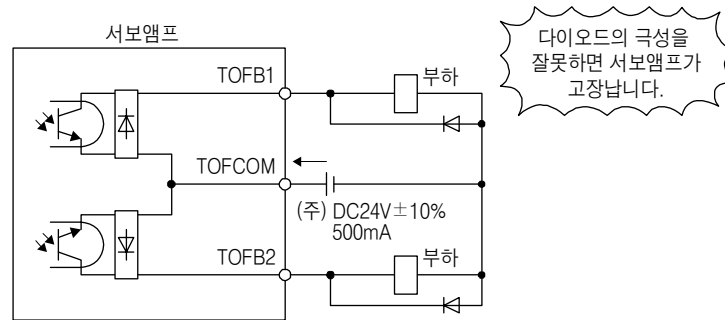 서보앰프
다이오드의 극성을
잘못하면 서보앰프가
고장납니다.
TOFB1
부하
TOFCOM
(주) DC24V±10%
500mA
TOFB2
부하